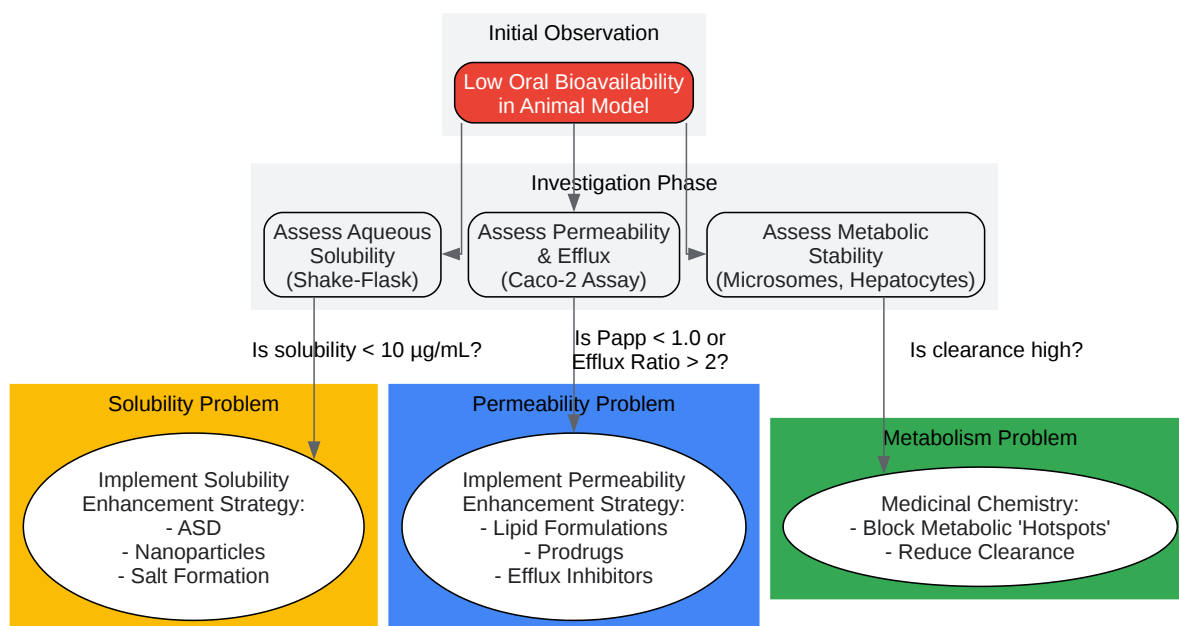 Initial Observation
Low Oral Bioavailability
in Animal Model
Investigation Phase
Assess Aqueous
Solubility
(Shake-Flask)
Assess Permeability
& Efflux
(Caco-2 Assay)
Assess Metabolic
Stability
(Microsomes, Hepatocytes)
Is solubility < 10 µg/mL?
Is Papp < 1.0 or
Efflux Ratio > 2?
Is clearance high?
Solubility Problem
Implement Solubility
Enhancement Strategy:
- ASD
- Nanoparticles
- Salt Formation
Permeability Problem
Implement Permeability
Enhancement Strategy:
- Lipid Formulations
- Prodrugs
- Efflux Inhibitors
Metabolism Problem
Medicinal Chemistry:
- Block Metabolic 'Hotspots'
- Reduce Clearance